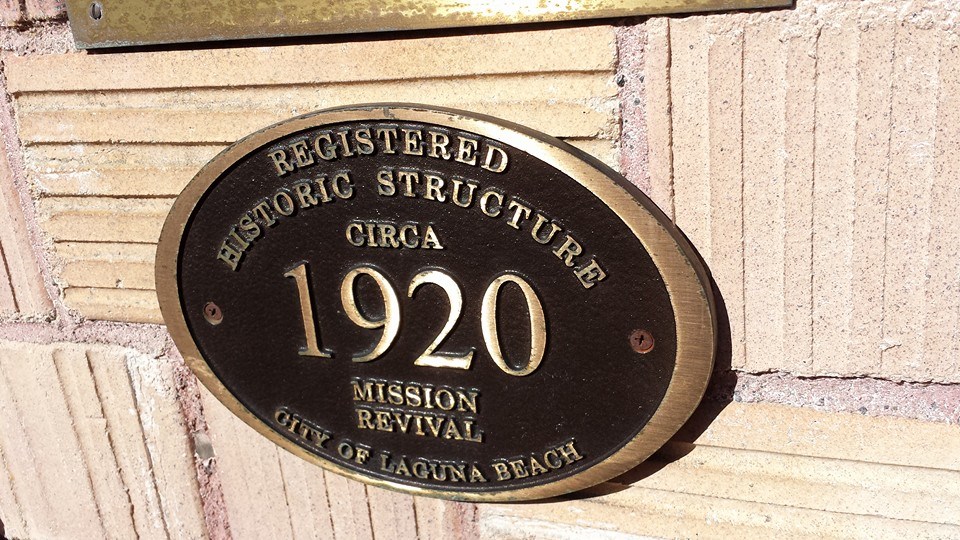 REGISTERED
HISTORIC STRUCTURE
CIRCA
1920
MISSION
REVIVAL
CITY OF LAGUNA BEACH